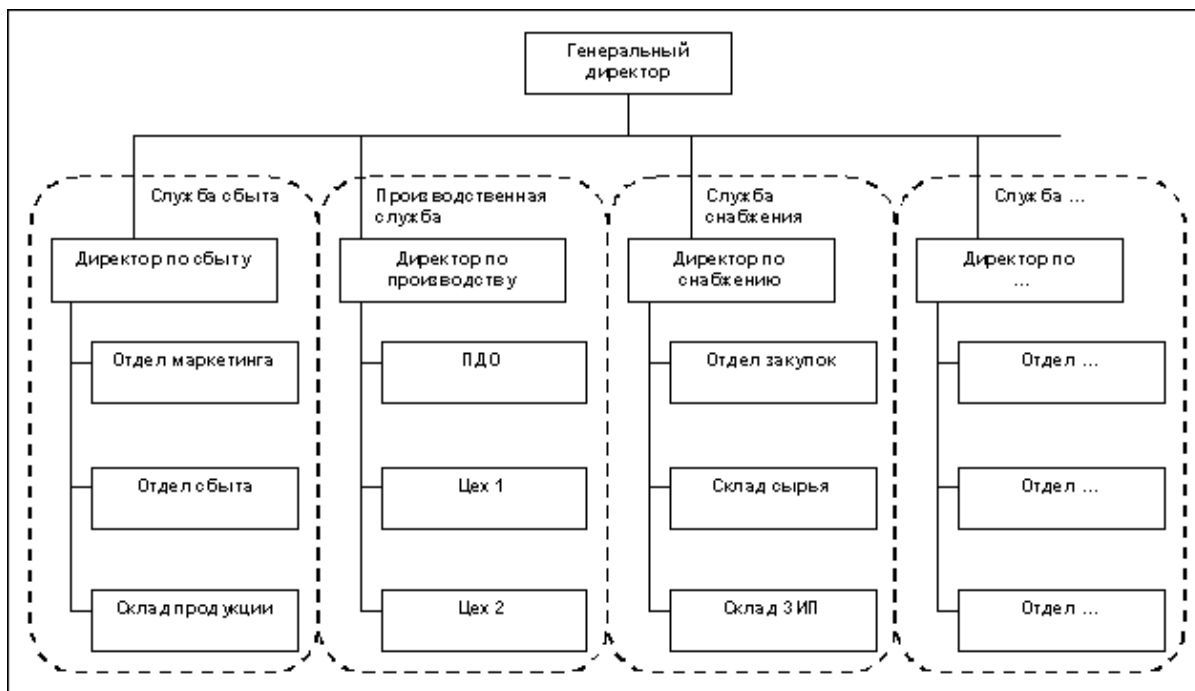 Генеральный
директор
Служба сбыта
Производственная
служба
Служба
снабжения
Служба ...
Директор по сбыту
Директор по
производству
Директор по
снабжению
Директор по
...
Отдел маркетинга
ПДО
Отдел закупок
Отдел ...
Отдел сбыта
Цех 1
Склад сырья
Отдел ...
Склад продукции
Цех 2
Склад ЗИП
Отдел ...